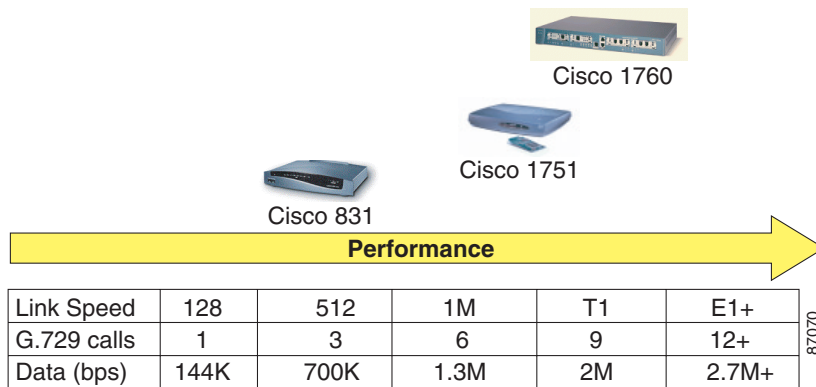 Cisco 1760
Cisco 1751
Cisco 831
Performance
Link Speed 128 512 1M T1 E1+
G.729 calls 1 3 6 9 12+
Data (bps) 144K 700K 1.3M 2M 2.7M+
87070